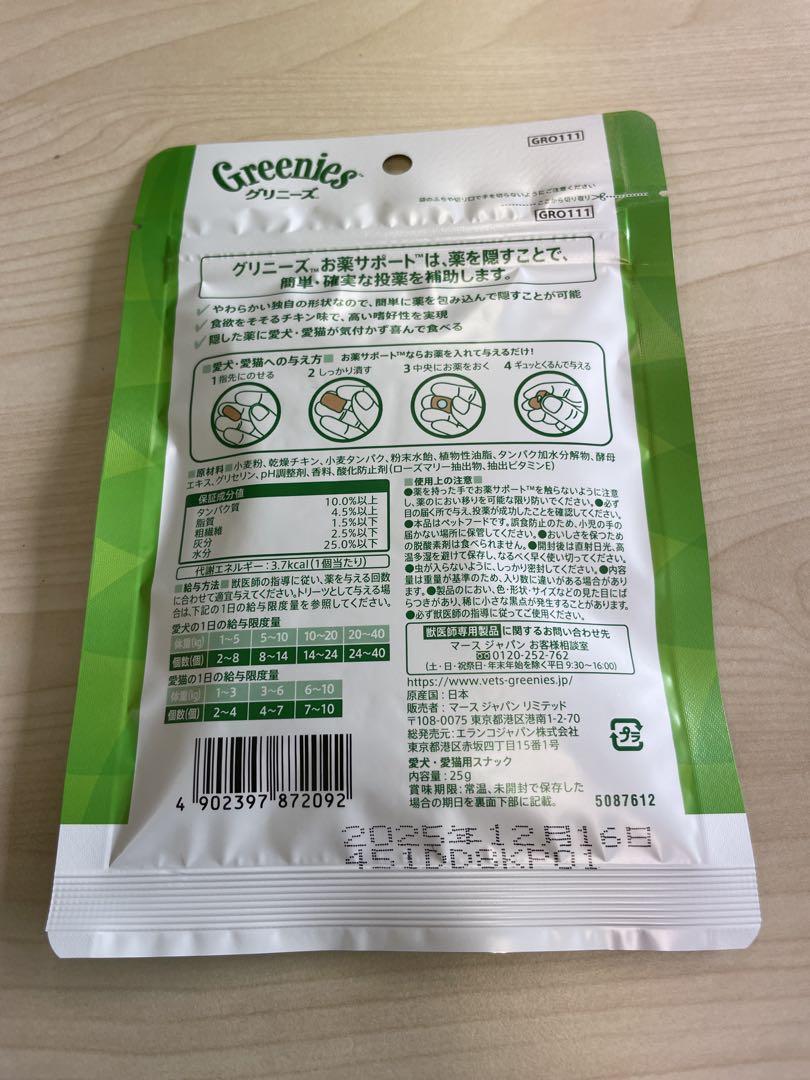 GRO111
Greenies™
グリニーズ™
袋のふちや切り口で手を切らないようにご注意ください
ここから切り取り
GRO111
グリニーズ™お薬サポート™は、薬を隠すことで、
簡単・確実な投薬を補助します。
やわらかい独自の形状なので、簡単に薬を包み込んで隠すことが可能
食欲をそそるチキン味で、高い嗜好性を実現
隠した薬に愛犬・愛猫が気付かず喜んで食べる
■愛犬・愛猫への与え方■ お薬サポート™ならお薬を入れて与えるだけ!
1 指先にのせる 2 しっかり潰す 3 中央にお薬をおく 4 ギュッとくるんで与える
■原材料■小麦粉、乾燥チキン、小麦タンパク、粉末水飴、植物性油脂、タンパク加水分解物、酵母
エキス、グリセリン、pH調整剤、香料、酸化防止剤(ローズマリー抽出物、抽出ビタミンE)
保証成分値
タンパク質 10.0%以上
脂質 4.5%以上
粗繊維 1.5%以下
灰分 2.5%以下
水分 25.0%以下
代謝エネルギー:3.7kcal(1個当たり)
■給与方法■獣医師の指導に従い、薬を与える回数
に合わせて適宜与えてください。トリーツとして与える場
合は、下記の1日の給与限度量を参照してください。
愛犬の1日の給与限度量
体重(kg) 1~5 5~10 10~20 20~40
個数(個) 2~8 8~14 14~24 24~40
愛猫の1日の給与限度量
体重(kg) 1~3 3~6 6~10
個数(個) 2~4 4~7 7~10
4 902397 872092
■使用上の注意■
●薬を持った手でお薬サポート™を触らないように注意
し、薬のにおい移りを可能な限り防いでください。●必ず
目の届く所で与え、投薬が成功したことを確認してください。
●本品はペットフードです。誤食防止のため、小児の手の
届かない場所に保管してください。●おいしさを保つため
の脱酸素剤は食べられません。●開封後は直射日光、高
温多湿を避けて保存し、なるべく早く使い切ってください。
●虫が入らないように、しっかり密封してください。●内容
量は重量が基準のため、入り数に違いがある場合があり
ます。●製品のにおい、色・形状・サイズなどの見た目にば
らつきがあり、稀に小さな黒点が発生することがあります。
●必ず獣医師の指導に従ってご使用ください。
獣医師専用製品に関するお問い合わせ先
マース ジャパン お客様相談室
0120-252-762
(土・日・祝祭日・年末年始を除く平日 9:30~16:00)
https://www.vets-greenies.jp/
原産国:日本
販売者:マース ジャパン リミテッド
〒108-0075 東京都港区港南1-2-70
総発売元:エランコジャパン株式会社
東京都港区赤坂四丁目15番1号
プラ
愛犬・愛猫用スナック
内容量:25g
賞味期限:常温、未開封で保存した
場合の期日を裏面下部に記載。
5087612
2025年12月16日
451DD8KP01